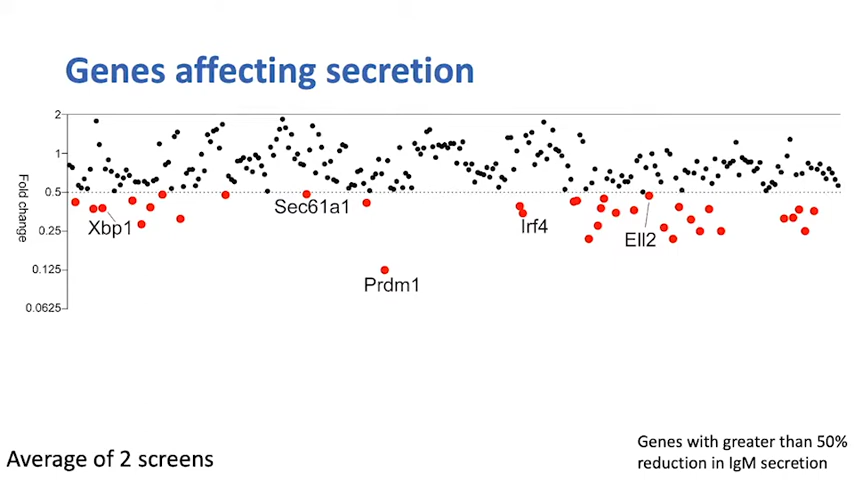 Genes affecting secretion
2
1
0.5
0.25
0.125
0.0625
Fold change
Xbp1
Sec61a1
Prdm1
Irf4
Ell2
Average of 2 screens
Genes with greater than 50%
reduction in IgM secretion